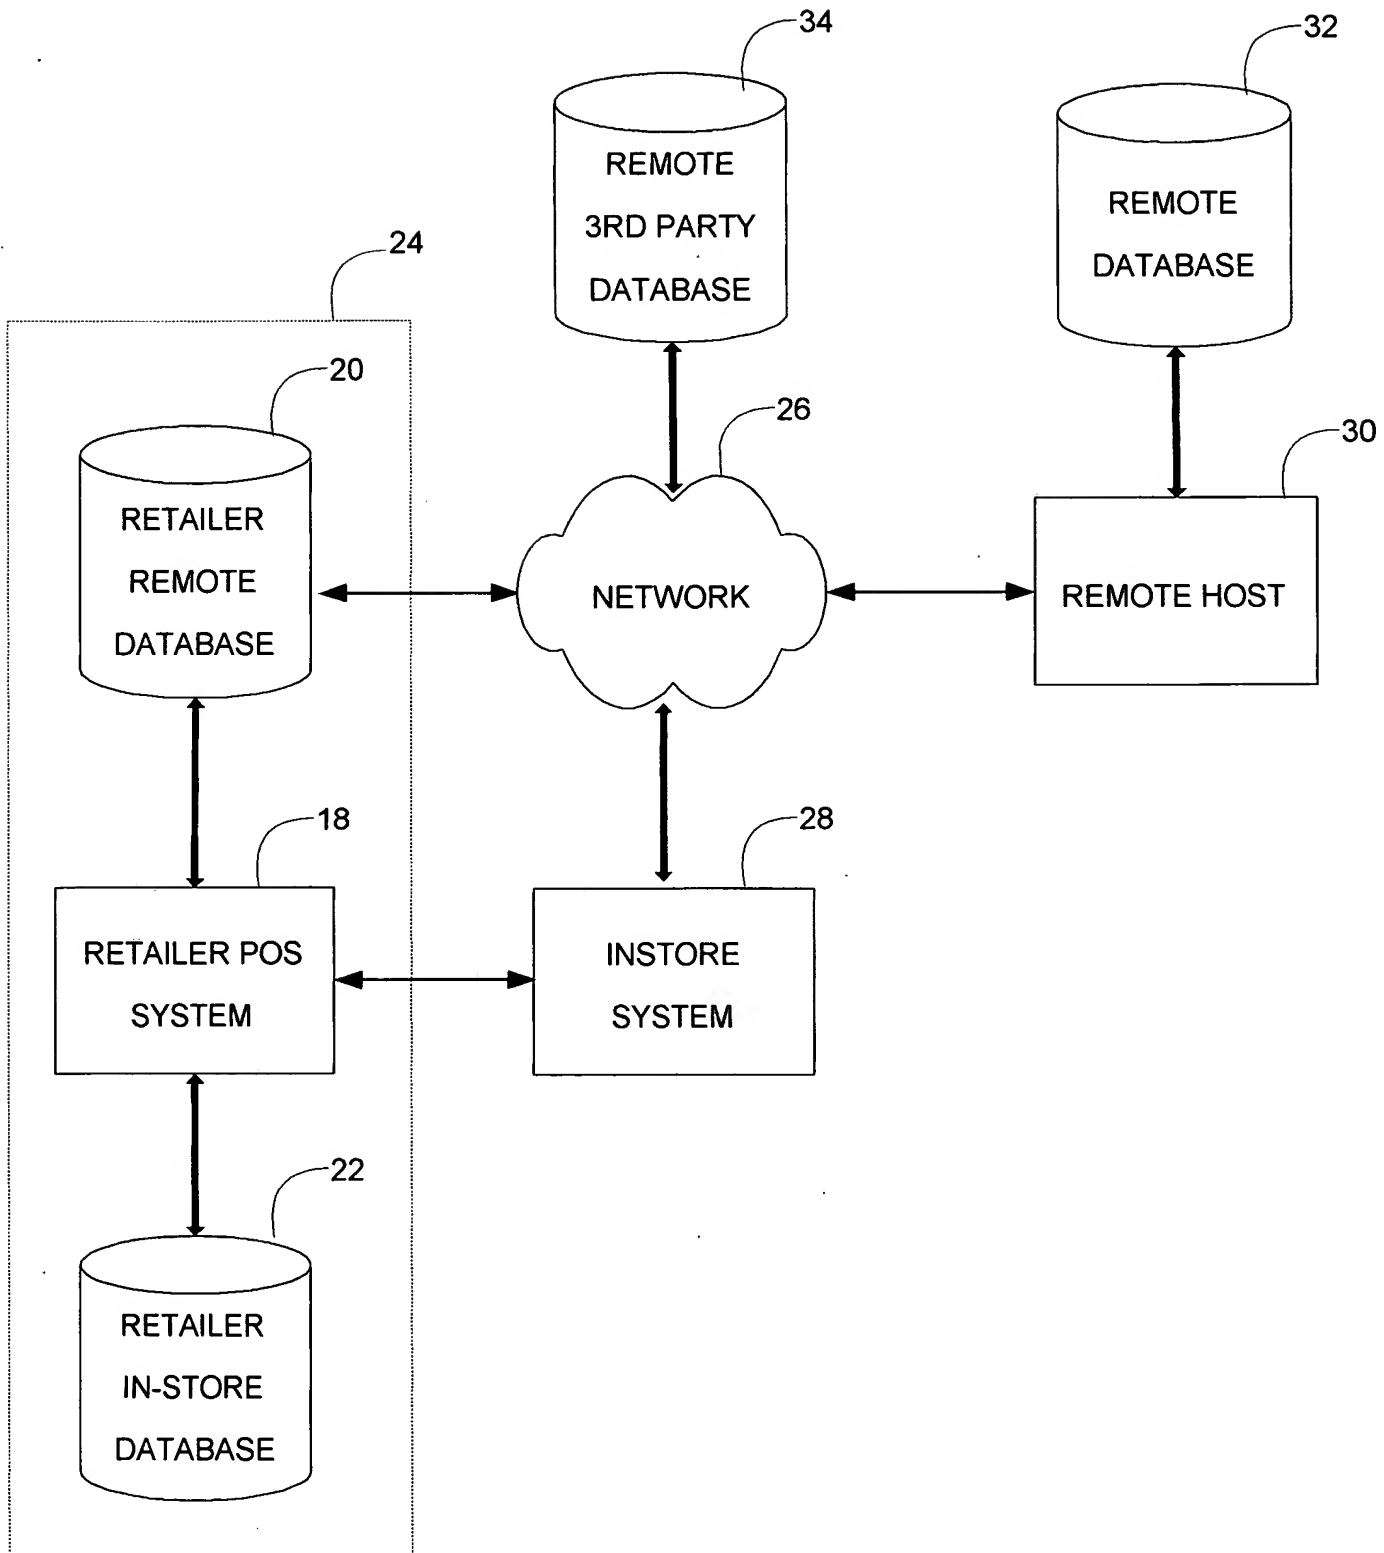 34
32
REMOTE
3RD PARTY
DATABASE
REMOTE
DATABASE
24
20
26
30
RETAILER
REMOTE
DATABASE
NETWORK
REMOTE HOST
18
28
RETAILER POS
SYSTEM
INSTORE
SYSTEM
22
RETAILER
IN-STORE
DATABASE